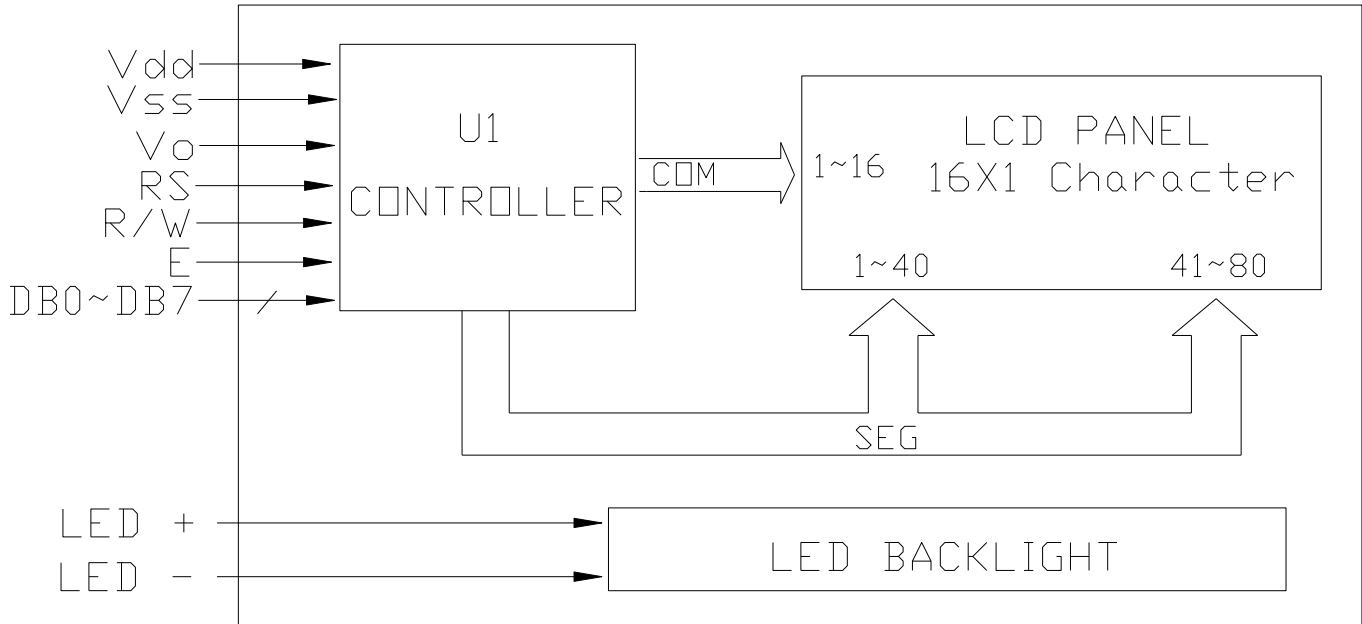 Vdd
Vss
Vo
RS
R/W
E
DB0~DB7
U1
CONTROLLER
COM
LCD PANEL
1~16
16X1 Character
1~40
41~80
SEG
LED +
LED -
LED BACKLIGHT